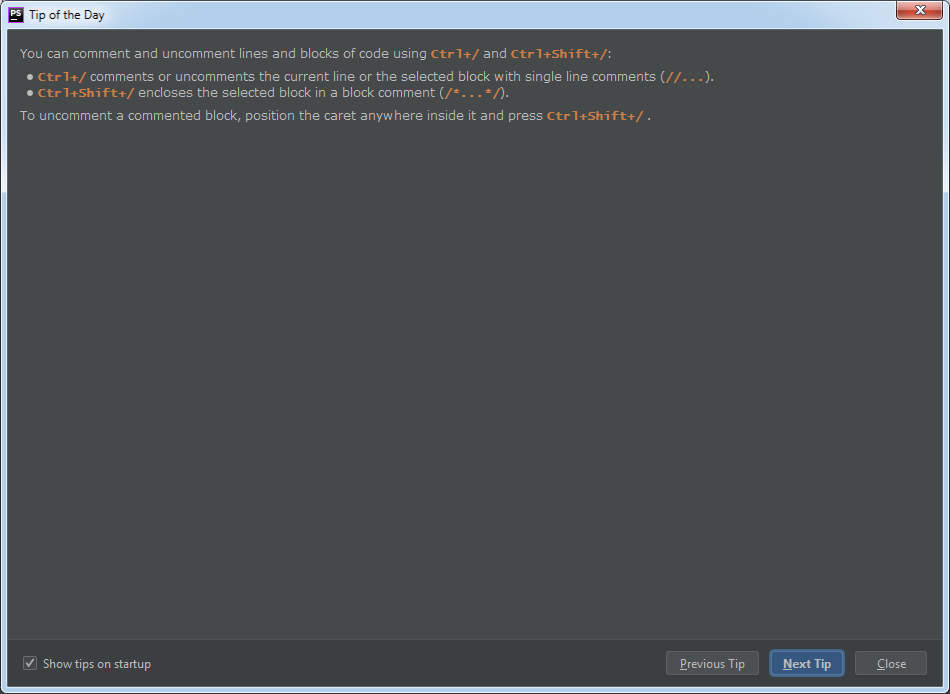 PS Tip of the Day
You can comment and uncomment lines and blocks of code using Ctrl+/ and Ctrl+Shift+/:
● Ctrl+/ comments or uncomments the current line or the selected block with single line comments (//...).
● Ctrl+Shift+/ encloses the selected block in a block comment (/*...*/).
To uncomment a commented block, position the caret anywhere inside it and press Ctrl+Shift+/ .
Show tips on startup
Previous Tip
Next Tip
Close